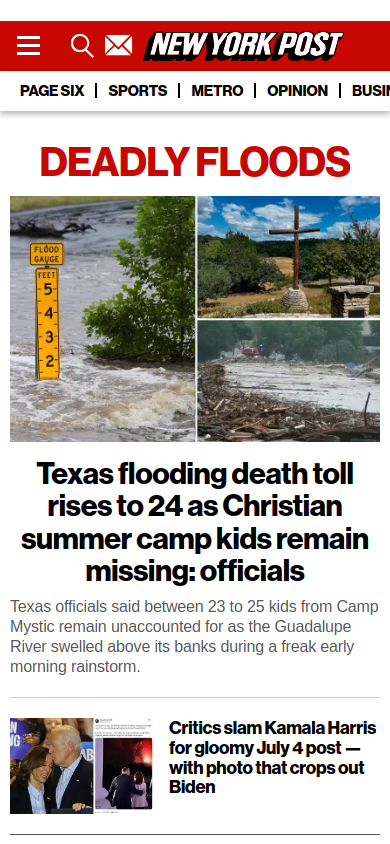 NEW YORK POST
PAGE SIX
SPORTS
METRO
OPINION
BUSI
DEADLY FLOODS
FLOOD
GAUGE
FEET
5
4
3
2
Texas flooding death toll
rises to 24 as Christian
summer camp kids remain
missing: officials
Texas officials said between 23 to 25 kids from Camp
Mystic remain unaccounted for as the Guadalupe
River swelled above its banks during a freak early
morning rainstorm.
Critics slam Kamala Harris
for gloomy July 4 post —
with photo that crops out
Biden